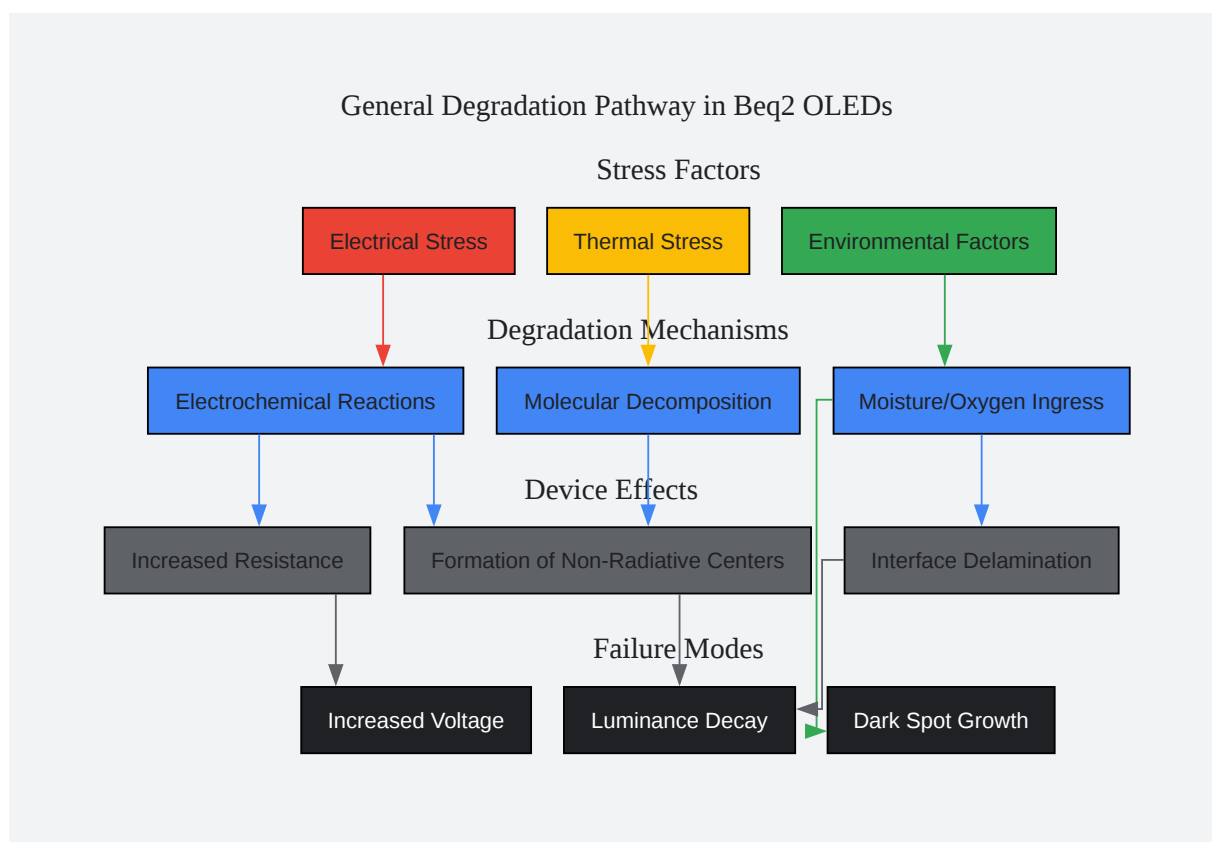 General Degradation Pathway in Beq2 OLEDs
Stress Factors
Electrical Stress
Thermal Stress
Environmental Factors
Degradation Mechanisms
Electrochemical Reactions
Molecular Decomposition
Moisture/Oxygen Ingress
Device Effects
Increased Resistance
Formation of Non-Radiative Centers
Interface Delamination
Failure Modes
Increased Voltage
Luminance Decay
Dark Spot Growth